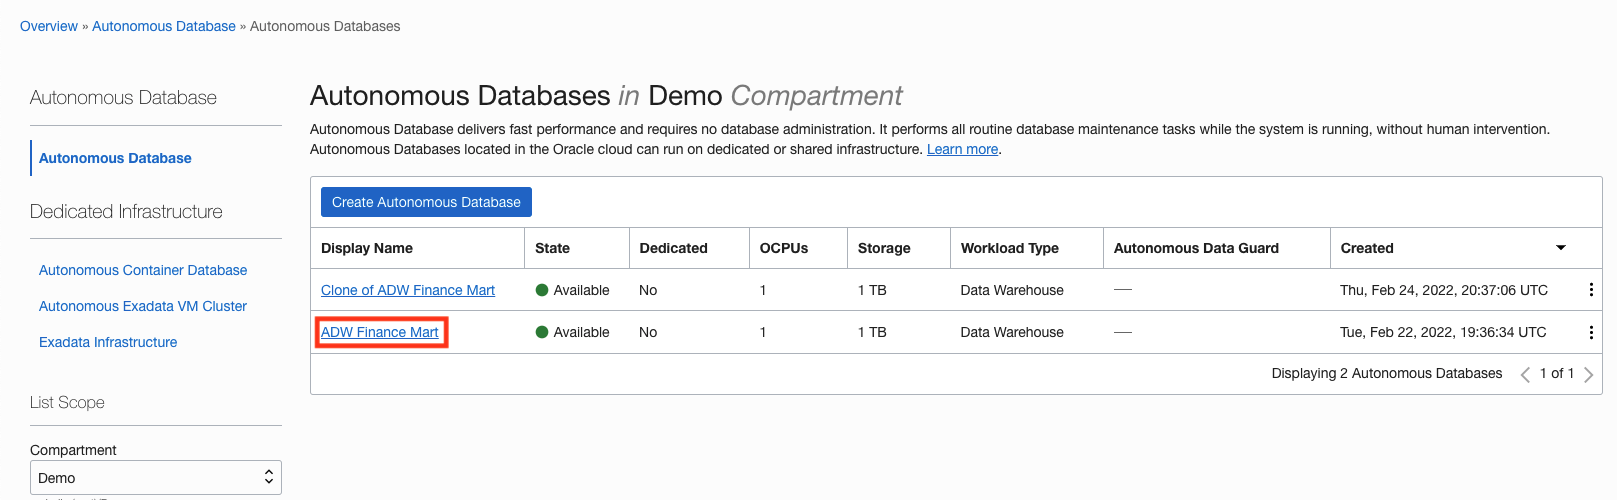 Overview » Autonomous Database » Autonomous Databases
Autonomous Database
Autonomous Database
Dedicated Infrastructure
Autonomous Container Database
Autonomous Exadata VM Cluster
Exadata Infrastructure
List Scope
Compartment
Demo
Autonomous Databases in Demo Compartment
Autonomous Database delivers fast performance and requires no database administration. It performs all routine database maintenance tasks while the system is running, without human intervention.
Autonomous Databases located in the Oracle cloud can run on dedicated or shared infrastructure. Learn more.
Create Autonomous Database
Display Name State Dedicated OCPUs Storage Workload Type Autonomous Data Guard Created
Clone of ADW Finance Mart Available No 1 1 TB Data Warehouse — Thu, Feb 24, 2022, 20:37:06 UTC
ADW Finance Mart Available No 1 1 TB Data Warehouse — Tue, Feb 22, 2022, 19:36:34 UTC
Displaying 2 Autonomous Databases 1 of 1